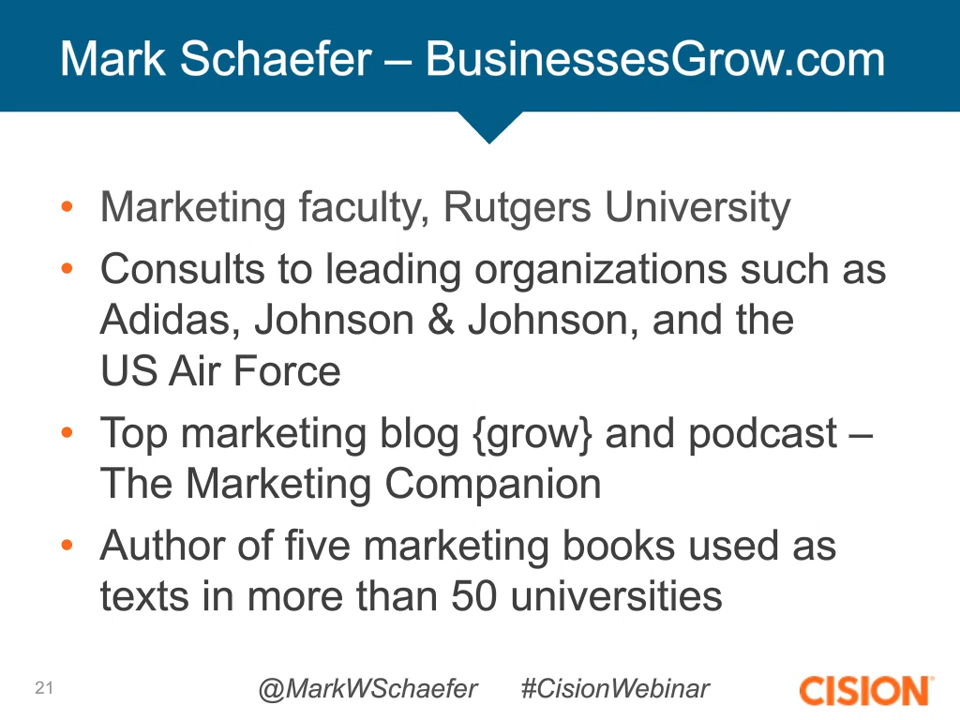 Mark Schaefer – BusinessesGrow.com
• Marketing faculty, Rutgers University
• Consults to leading organizations such as
Adidas, Johnson & Johnson, and the
US Air Force
• Top marketing blog {grow} and podcast –
The Marketing Companion
• Author of five marketing books used as
texts in more than 50 universities
21
@MarkWSchaefer #CisionWebinar
CISION